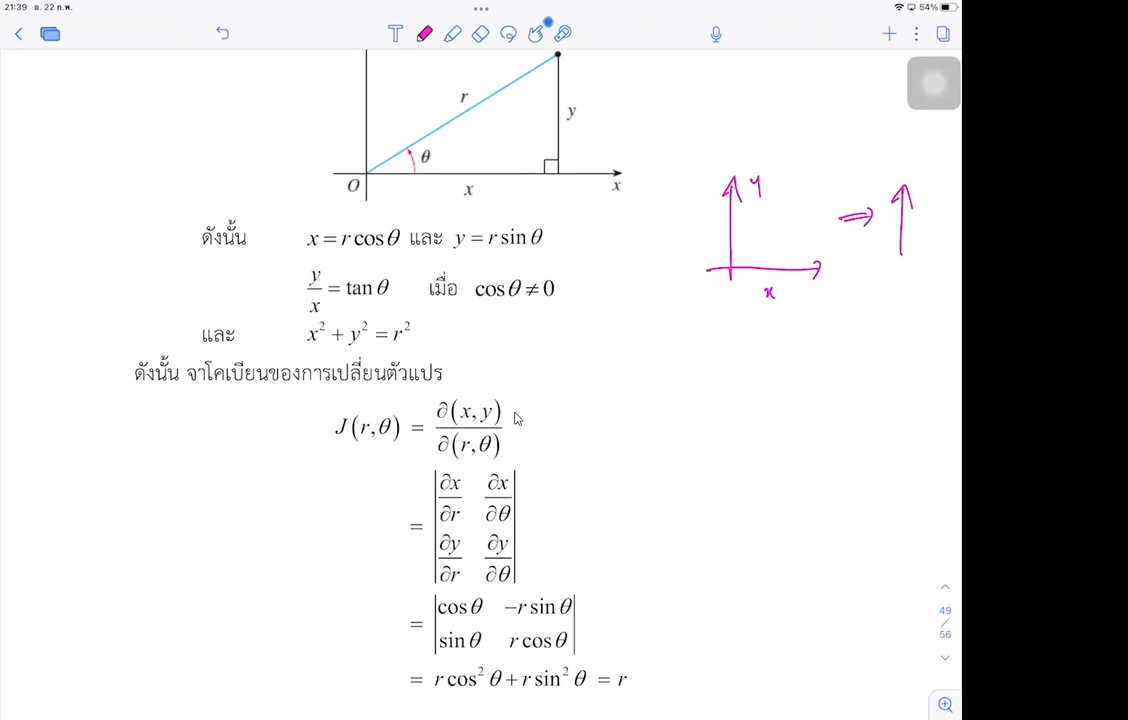 21:39 อ. 22 ก.พ.
54%
T
r
y
θ
O
x
x
y
x
⇒
ดังนั้น x = r cos θ และ y = r sin θ
y/x = tan θ เมื่อ cos θ ≠ 0
และ x² + y² = r²
ดังนั้น จาโคเบียนของการเปลี่ยนตัวแปร
J(r,θ) = ∂(x,y)/∂(r,θ)
= |∂x/∂r ∂x/∂θ
∂y/∂r ∂y/∂θ|
= |cos θ −r sin θ
sin θ r cos θ|
= r cos² θ + r sin² θ = r
49
/
56